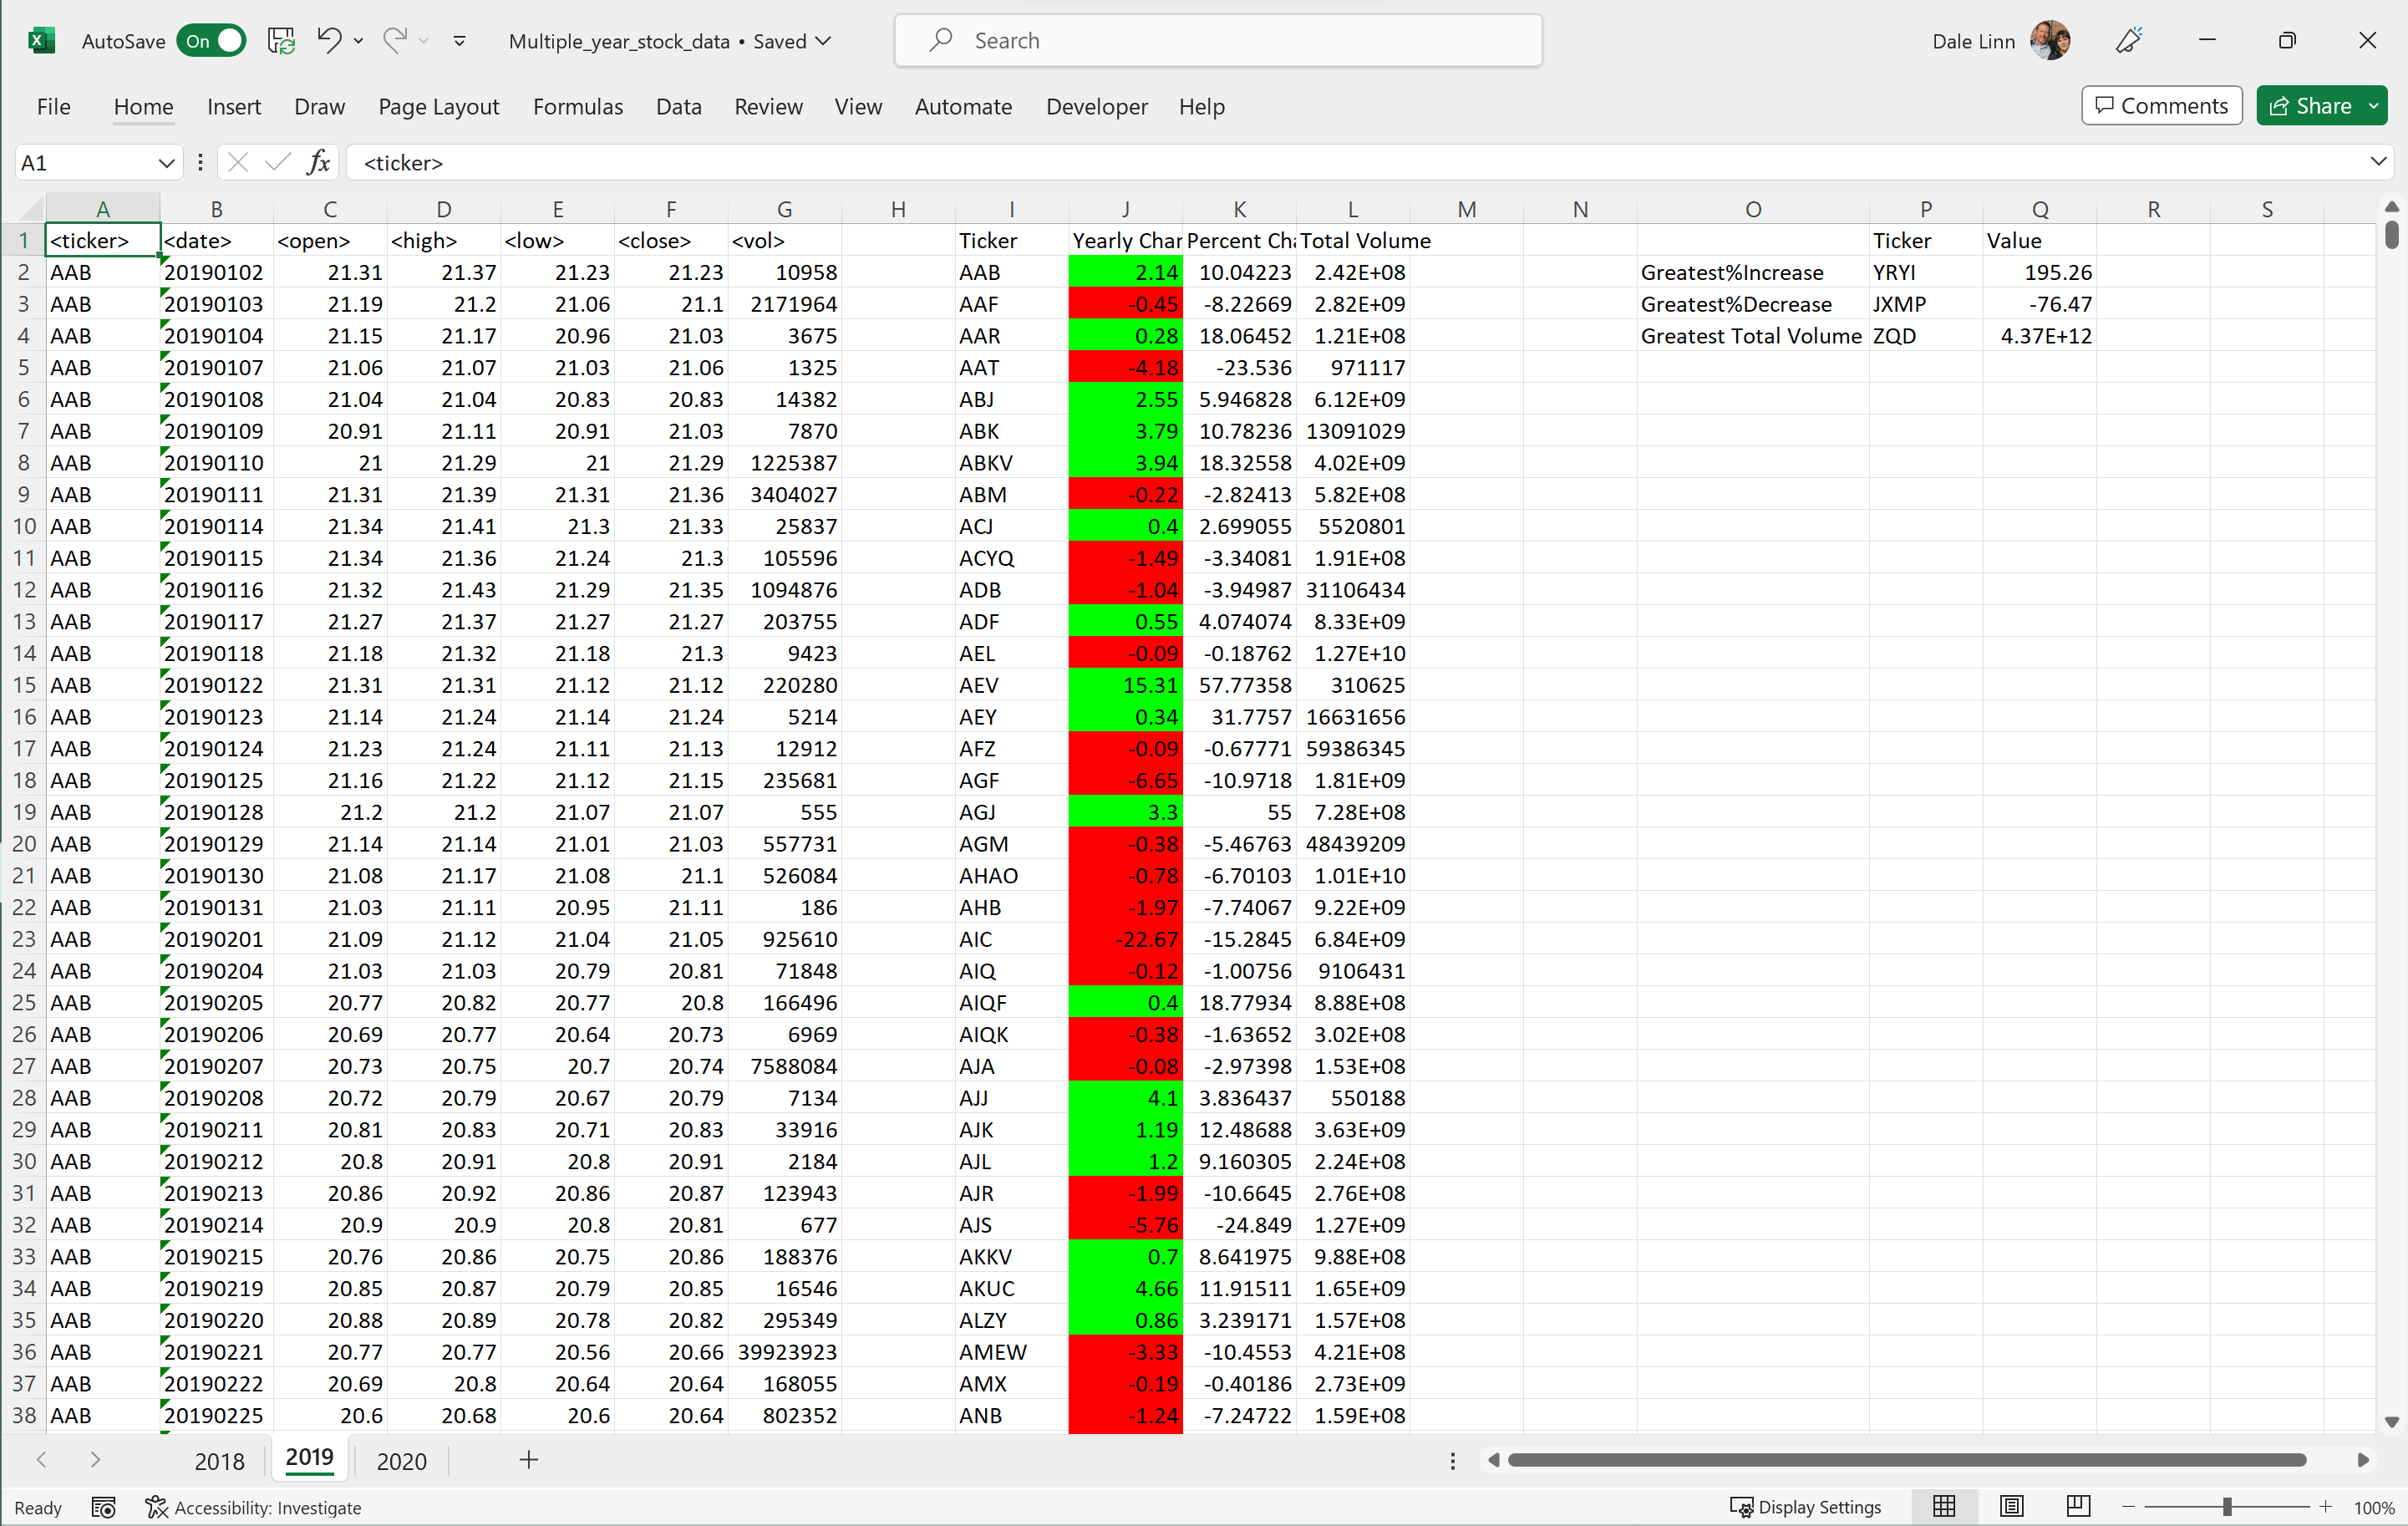 AutoSave On Multiple_year_stock_data • Saved Search Dale Linn
File Home Insert Draw Page Layout Formulas Data Review View Automate Developer Help Comments Share
A1 fx <ticker>
A B C D E F G H I J K L M N O P Q R S
1 <ticker> <date> <open> <high> <low> <close> <vol> Ticker Yearly Char Percent Cha Total Volume Ticker Value
2 AAB 20190102 21.31 21.37 21.23 21.23 10958 AAB 2.14 10.04223 2.42E+08 Greatest%Increase YRYI 195.26
3 AAB 20190103 21.19 21.2 21.06 21.1 2171964 AAF -0.45 -8.22669 2.82E+09 Greatest%Decrease JXMP -76.47
4 AAB 20190104 21.15 21.17 20.96 21.03 3675 AAR 0.28 18.06452 1.21E+08 Greatest Total Volume ZQD 4.37E+12
5 AAB 20190107 21.06 21.07 21.03 21.06 1325 AAT -4.18 -23.536 971117
6 AAB 20190108 21.04 21.04 20.83 20.83 14382 ABJ 2.55 5.946828 6.12E+09
7 AAB 20190109 20.91 21.11 20.91 21.03 7870 ABK 3.79 10.78236 13091029
8 AAB 20190110 21 21.29 21 21.29 1225387 ABKV 3.94 18.32558 4.02E+09
9 AAB 20190111 21.31 21.39 21.31 21.36 3404027 ABM -0.22 -2.82413 5.82E+08
10 AAB 20190114 21.34 21.41 21.3 21.33 25837 ACJ 0.4 2.699055 5520801
11 AAB 20190115 21.34 21.36 21.24 21.3 105596 ACYQ -1.49 -3.34081 1.91E+08
12 AAB 20190116 21.32 21.43 21.29 21.35 1094876 ADB -1.04 -3.94987 31106434
13 AAB 20190117 21.27 21.37 21.27 21.27 203755 ADF 0.55 4.074074 8.33E+09
14 AAB 20190118 21.18 21.32 21.18 21.3 9423 AEL -0.09 -0.18762 1.27E+10
15 AAB 20190122 21.31 21.31 21.12 21.12 220280 AEV 15.31 57.77358 310625
16 AAB 20190123 21.14 21.24 21.14 21.24 5214 AEY 0.34 31.7757 16631656
17 AAB 20190124 21.23 21.24 21.11 21.13 12912 AFZ -0.09 -0.67771 59386345
18 AAB 20190125 21.16 21.22 21.12 21.15 235681 AGF -6.65 -10.9718 1.81E+09
19 AAB 20190128 21.2 21.2 21.07 21.07 555 AGJ 3.3 55 7.28E+08
20 AAB 20190129 21.14 21.14 21.01 21.03 557731 AGM -0.38 -5.46763 48439209
21 AAB 20190130 21.08 21.17 21.08 21.1 526084 AHAO -0.78 -6.70103 1.01E+10
22 AAB 20190131 21.03 21.11 20.95 21.11 186 AHB -1.97 -7.74067 9.22E+09
23 AAB 20190201 21.09 21.12 21.04 21.05 925610 AIC -22.67 -15.2845 6.84E+09
24 AAB 20190204 21.03 21.03 20.79 20.81 71848 AIQ -0.12 -1.00756 9106431
25 AAB 20190205 20.77 20.82 20.77 20.8 166496 AIQF 0.4 18.77934 8.88E+08
26 AAB 20190206 20.69 20.77 20.64 20.73 6969 AIQK -0.38 -1.63652 3.02E+08
27 AAB 20190207 20.73 20.75 20.7 20.74 7588084 AJA -0.08 -2.97398 1.53E+08
28 AAB 20190208 20.72 20.79 20.67 20.79 7134 AJJ 4.1 3.836437 550188
29 AAB 20190211 20.81 20.83 20.71 20.83 33916 AJK 1.19 12.48688 3.63E+09
30 AAB 20190212 20.8 20.91 20.8 20.91 2184 AJL 1.2 9.160305 2.24E+08
31 AAB 20190213 20.86 20.92 20.86 20.87 123943 AJR -1.99 -10.6645 2.76E+08
32 AAB 20190214 20.9 20.9 20.8 20.81 677 AJS -5.76 -24.849 1.27E+09
33 AAB 20190215 20.76 20.86 20.75 20.86 188376 AKKV 0.7 8.641975 9.88E+08
34 AAB 20190219 20.85 20.87 20.79 20.85 16546 AKUC 4.66 11.91511 1.65E+09
35 AAB 20190220 20.88 20.89 20.78 20.82 295349 ALZY 0.86 3.239171 1.57E+08
36 AAB 20190221 20.77 20.77 20.56 20.66 39923923 AMEW -3.33 -10.4553 4.21E+08
37 AAB 20190222 20.69 20.8 20.64 20.64 168055 AMX -0.19 -0.40186 2.73E+09
38 AAB 20190225 20.6 20.68 20.6 20.64 802352 ANB -1.24 -7.24722 1.59E+08
2018 2019 2020
Ready Accessibility: Investigate Display Settings 100%